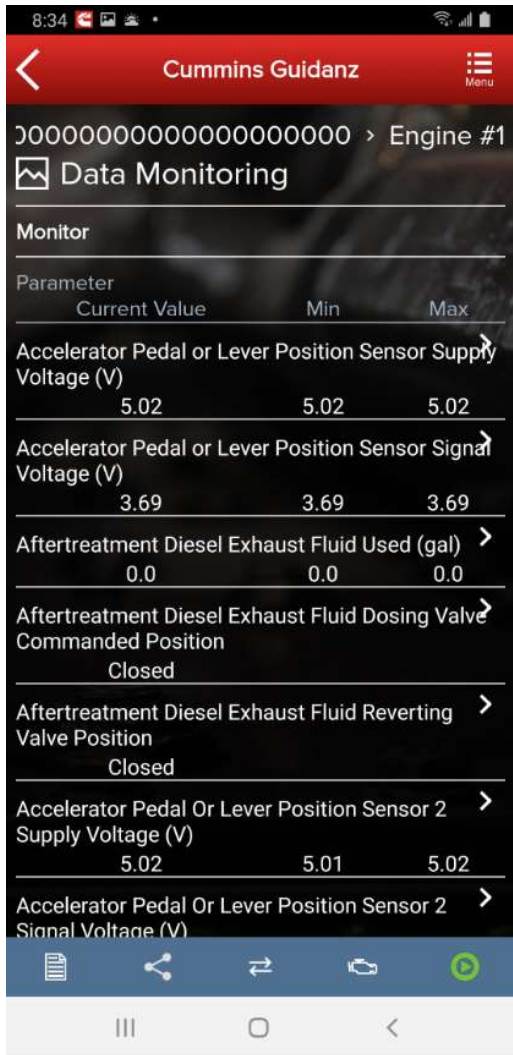 8:34
Cummins Guidanz
Menu
00000000000000000000 > Engine #1
Data Monitoring
Monitor
Parameter
Current Value Min Max
Accelerator Pedal or Lever Position Sensor Supply
Voltage (V)
5.02 5.02 5.02
Accelerator Pedal or Lever Position Sensor Signal
Voltage (V)
3.69 3.69 3.69
Aftertreatment Diesel Exhaust Fluid Used (gal)
0.0 0.0 0.0
Aftertreatment Diesel Exhaust Fluid Dosing Valve
Commanded Position
Closed
Aftertreatment Diesel Exhaust Fluid Reverting
Valve Position
Closed
Accelerator Pedal Or Lever Position Sensor 2
Supply Voltage (V)
5.02 5.01 5.02
Accelerator Pedal Or Lever Position Sensor 2
Signal Voltage (V)